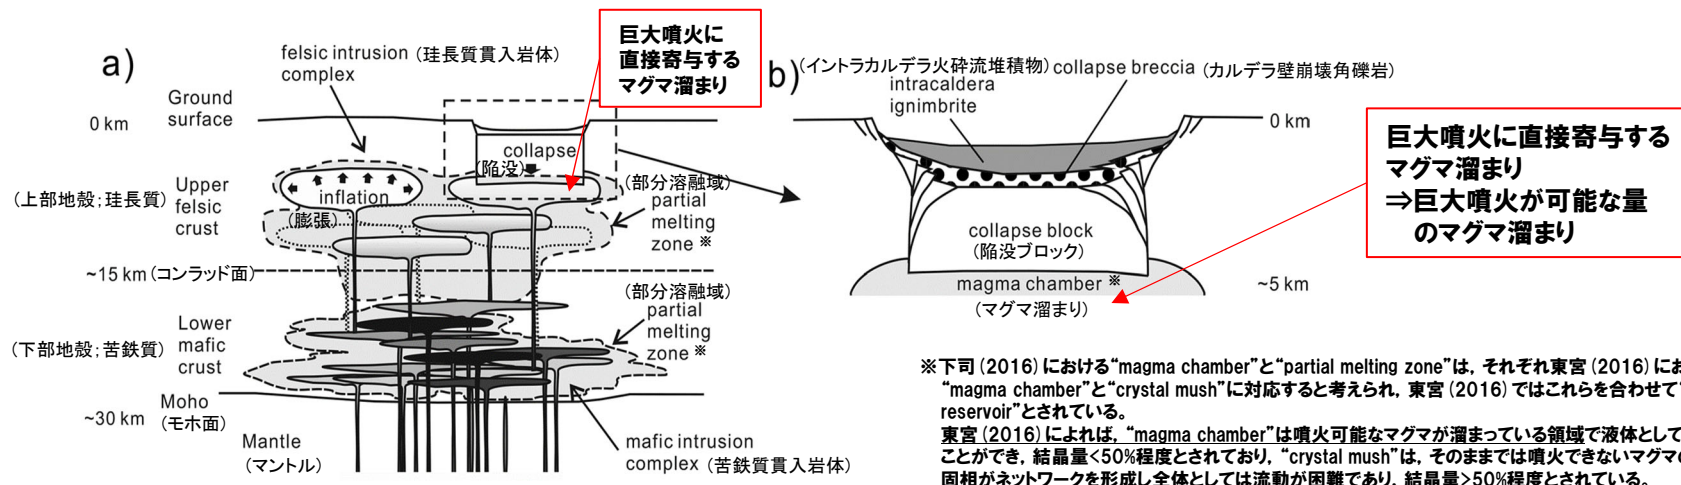 a)
felsic intrusion (珪長質貫入岩体)
complex
巨大噴火に
直接寄与する
マグマ溜まり
Ground
surface
0 km
collapse
(陥没)
(上部地殻;珪長質)
Upper
felsic
crust
inflation
(膨張)
(部分溶融域)
partial
melting
zone ※
~15 km (コンラッド面)
(部分溶融域)
partial
melting
zone ※
(下部地殻;苦鉄質)
Lower
mafic
crust
Moho
(モホ面)
~30 km
Mantle
(マントル)
mafic intrusion
complex (苦鉄質貫入岩体)
b)
(イントラカルデラ火砕流堆積物)
intracaldera
ignimbrite
collapse breccia (カルデラ壁崩壊角礫岩)
0 km
collapse block
(陥没ブロック)
magma chamber ※
(マグマ溜まり)
~5 km
巨大噴火に直接寄与する
マグマ溜まり
⇒巨大噴火が可能な量
のマグマ溜まり
※下司(2016)における“magma chamber”と“partial melting zone”は, それぞれ東宮(2016)にお
“magma chamber”と“crystal mush”に対応すると考えられ, 東宮(2016)ではこれらを合わせて
reservoir”とされている。
東宮(2016)によれば, “magma chamber”は噴火可能なマグマが溜まっている領域で液体として
ことができ, 結晶量<50%程度とされており, “crystal mush”は, そのままでは噴火できないマグマ
固相がネットワークを形成し全体としては流動が困難であり, 結晶量>50%程度とされている。